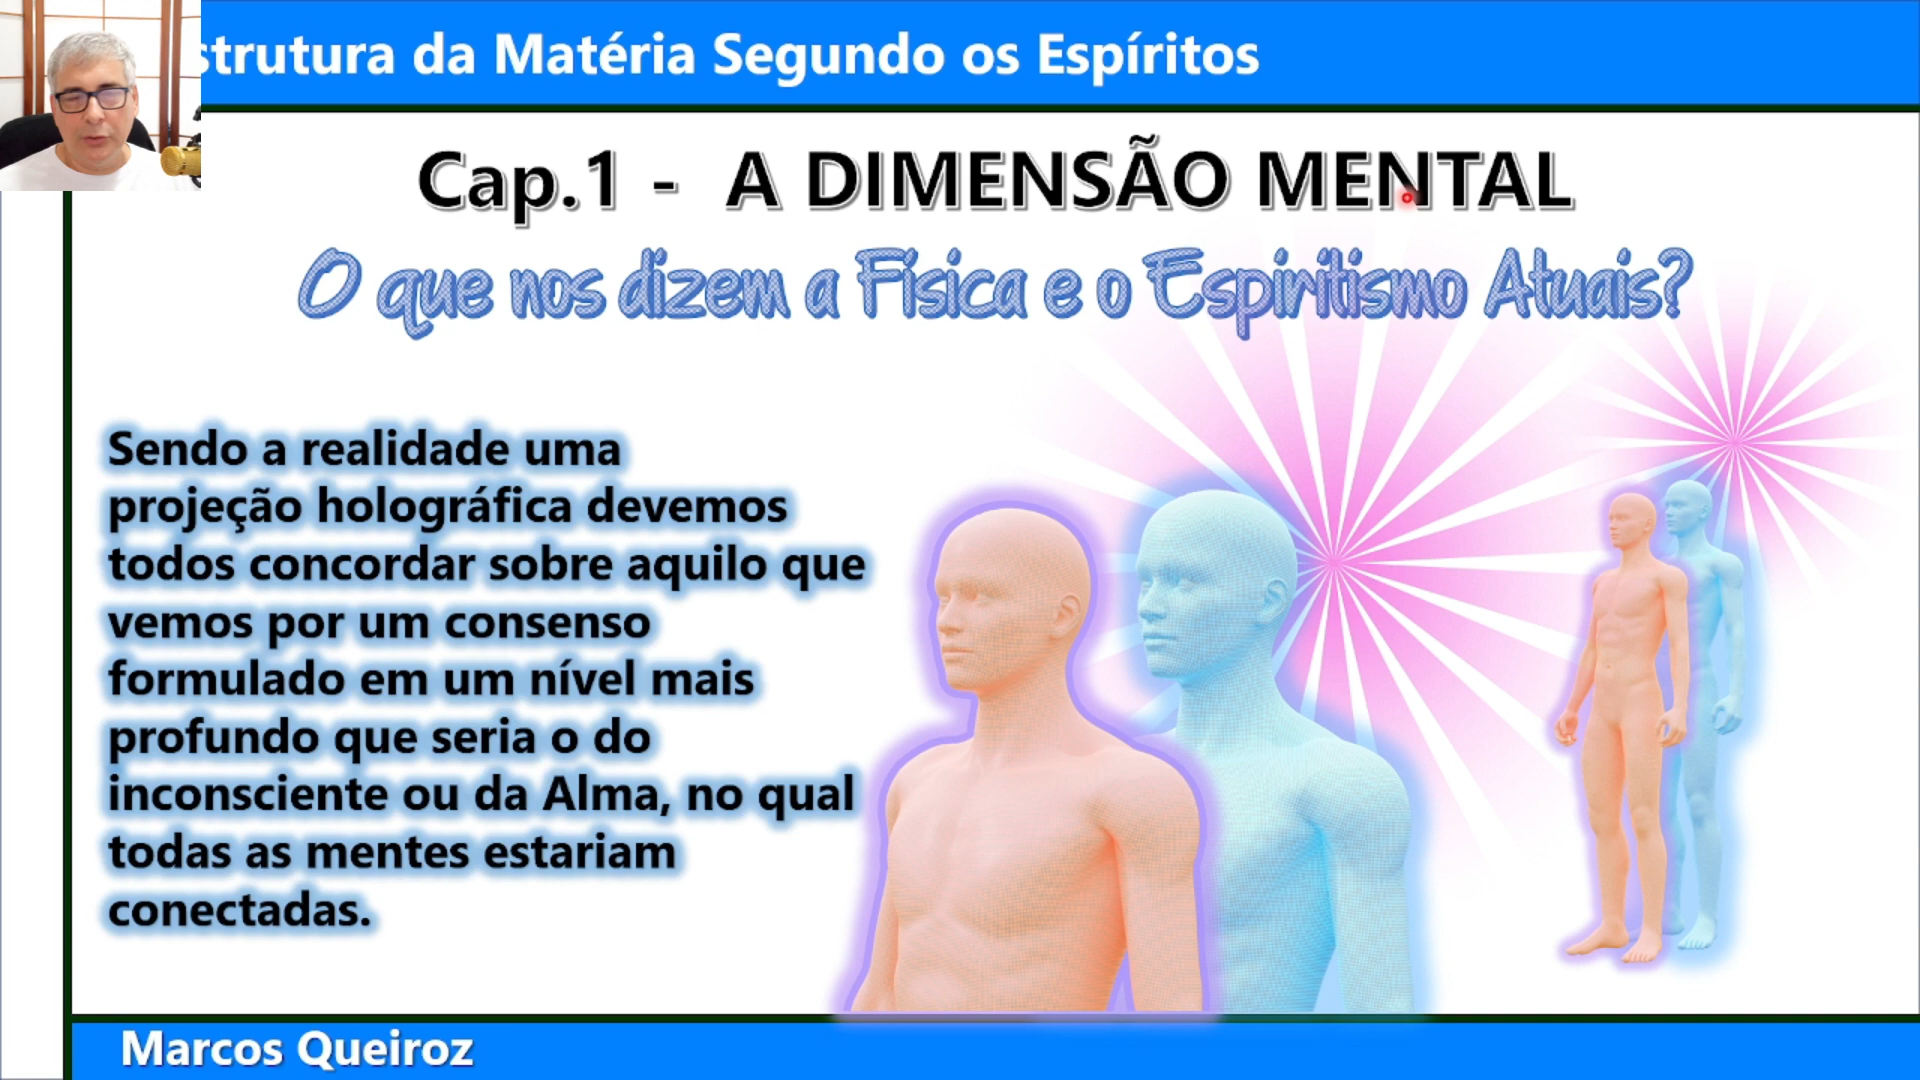 strutura da Matéria Segundo os Espíritos
Cap.1 - A DIMENSÃO MENTAL
O que nos dizem a Física e o Espiritismo Atuais?
Sendo a realidade uma
projeção holográfica devemos
todos concordar sobre aquilo que
vemos por um consenso
formulado em um nível mais
profundo que seria o do
inconsciente ou da Alma, no qual
todas as mentes estariam
conectadas.
Marcos Queiroz